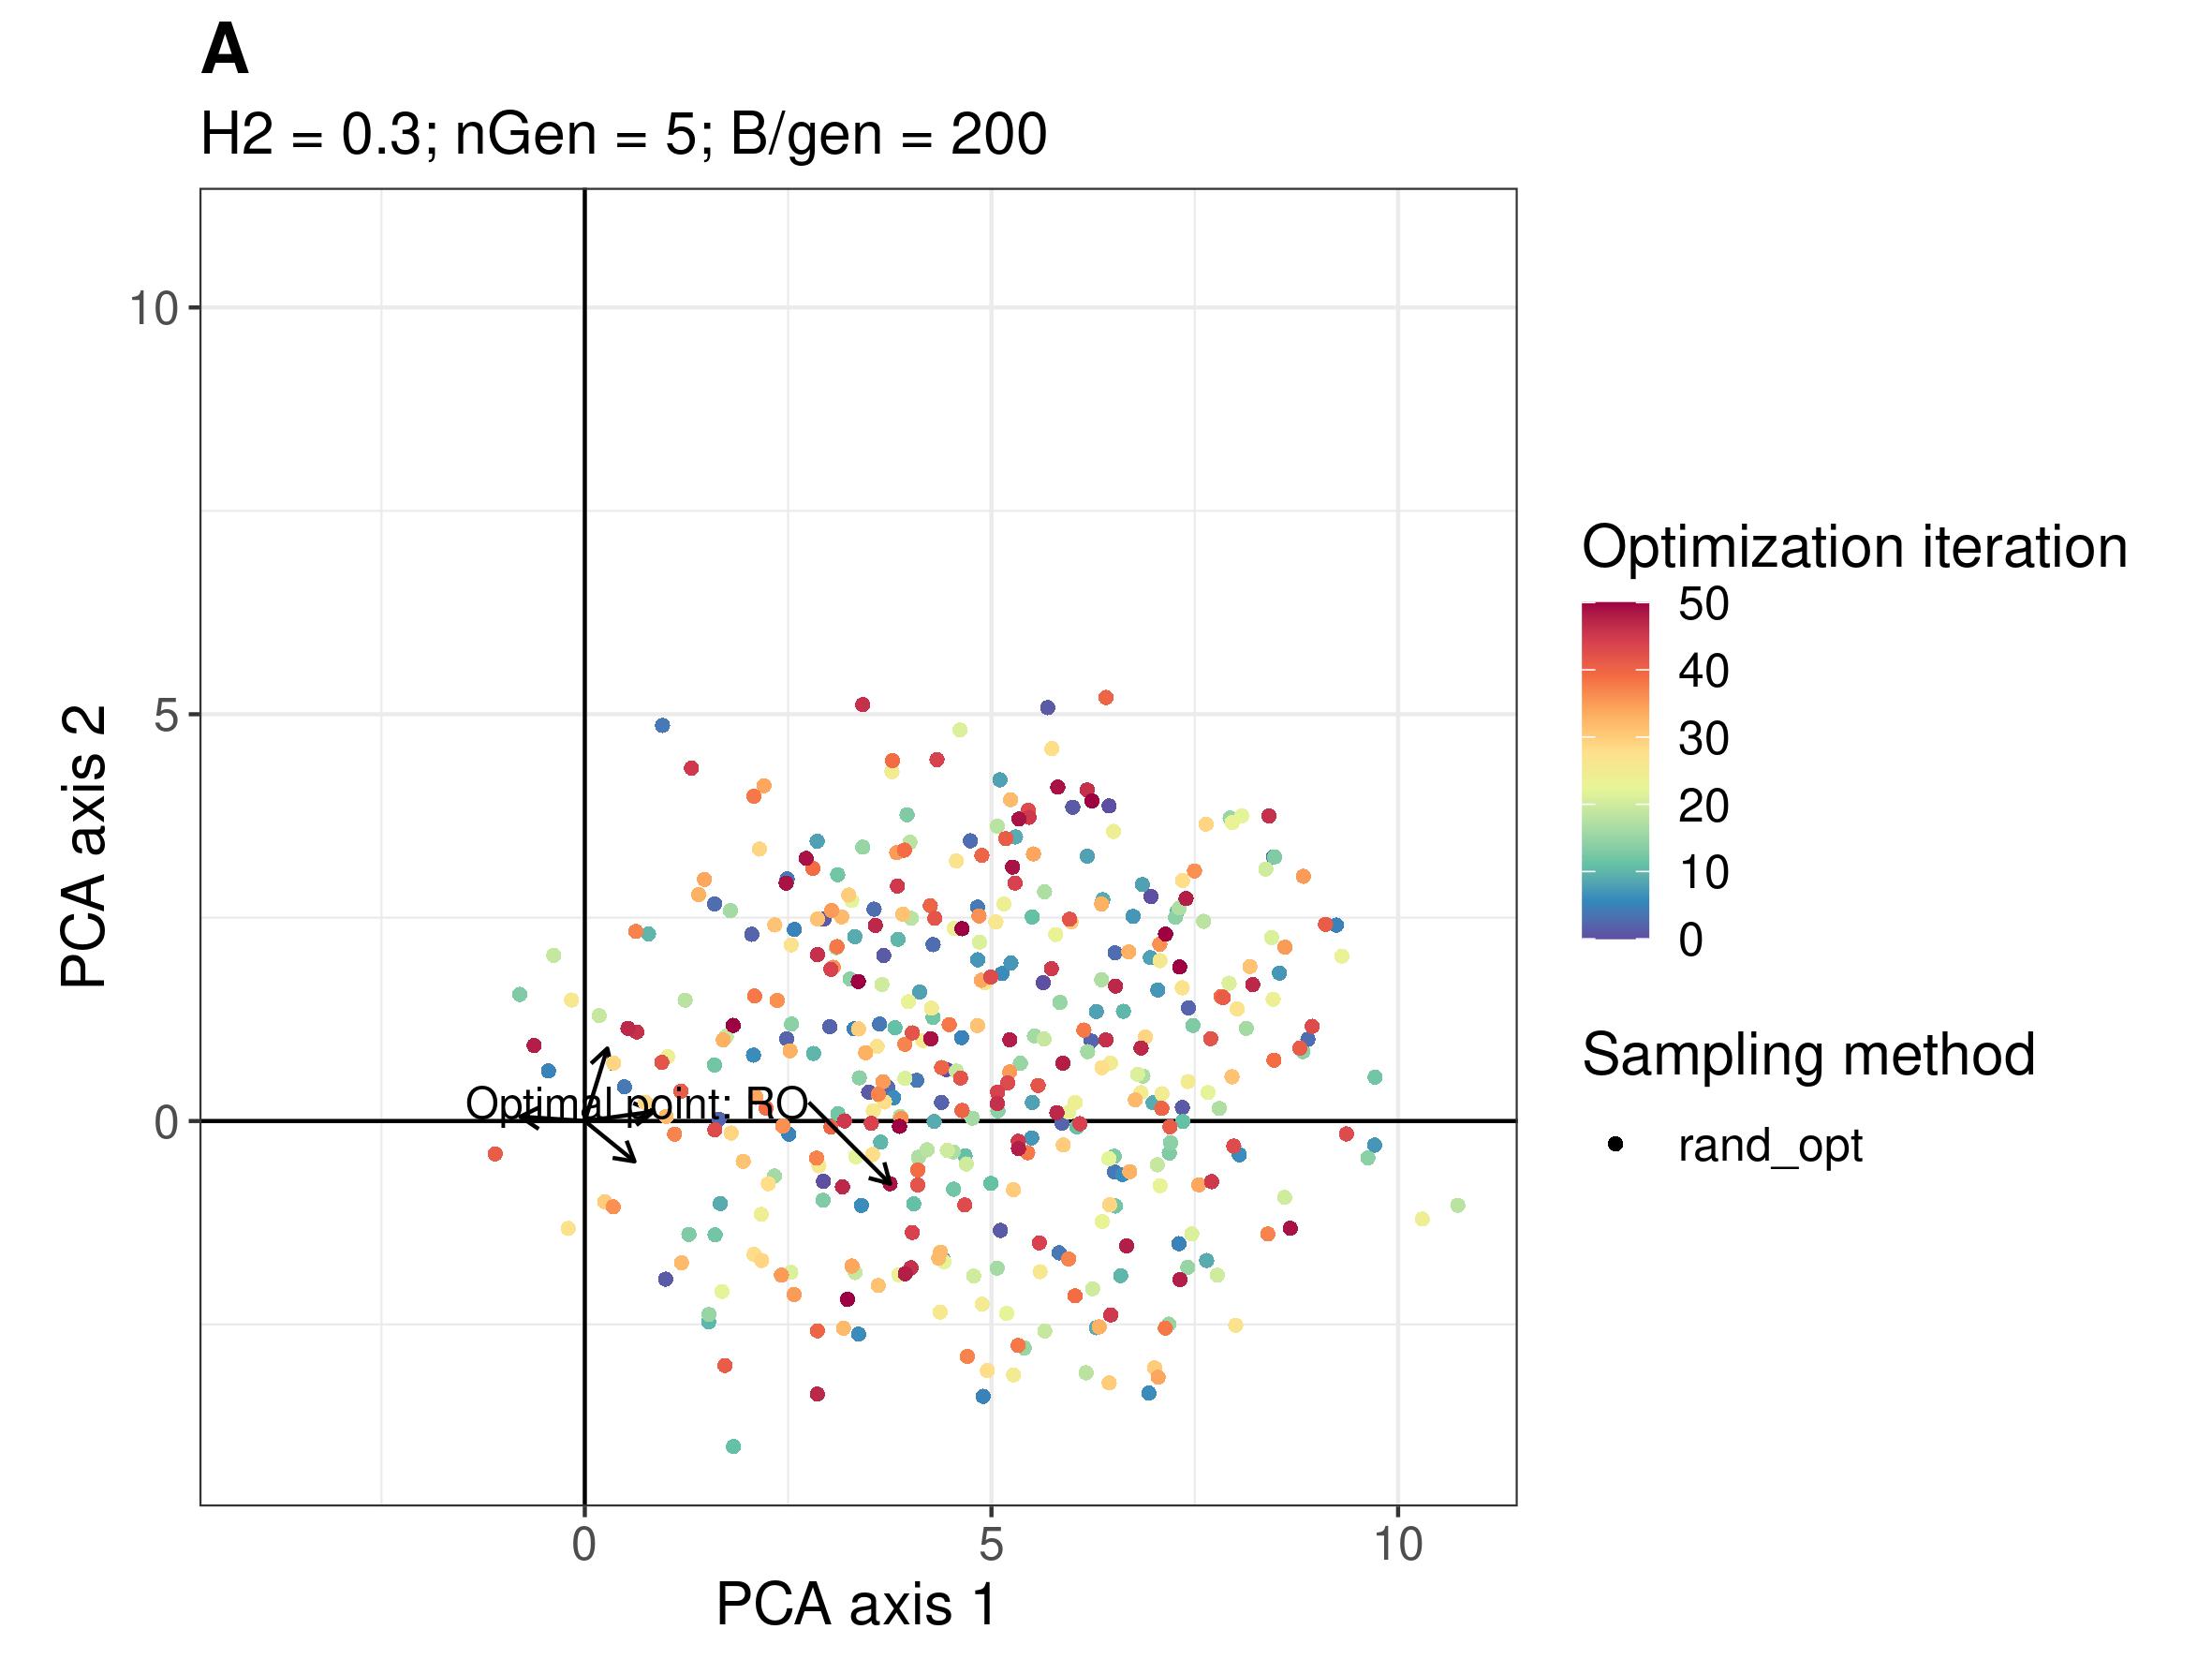 A
H2 = 0.3; nGen = 5; B/gen = 200
PCA axis 2
10
5
0
Optimal point: RO
0
5
10
PCA axis 1
Optimization iteration
50
40
30
20
10
0
Sampling method
rand_opt